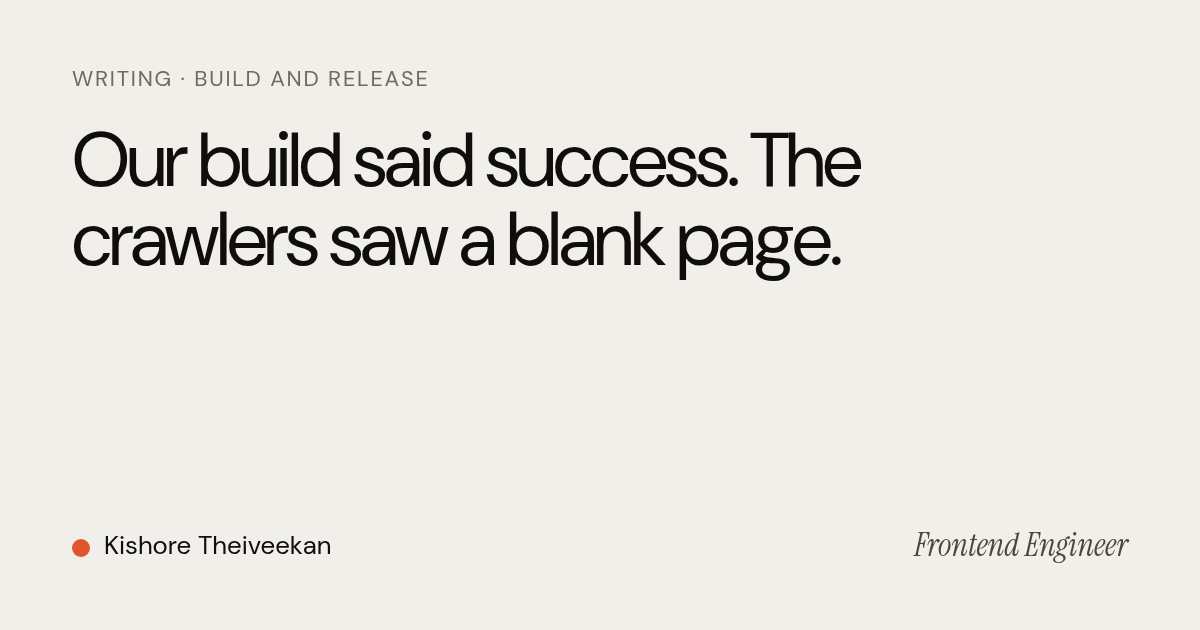 WRITING · BUILD AND RELEASE
Our build said success. The
crawlers saw a blank page.
Kishore Theiveekan
Frontend Engineer